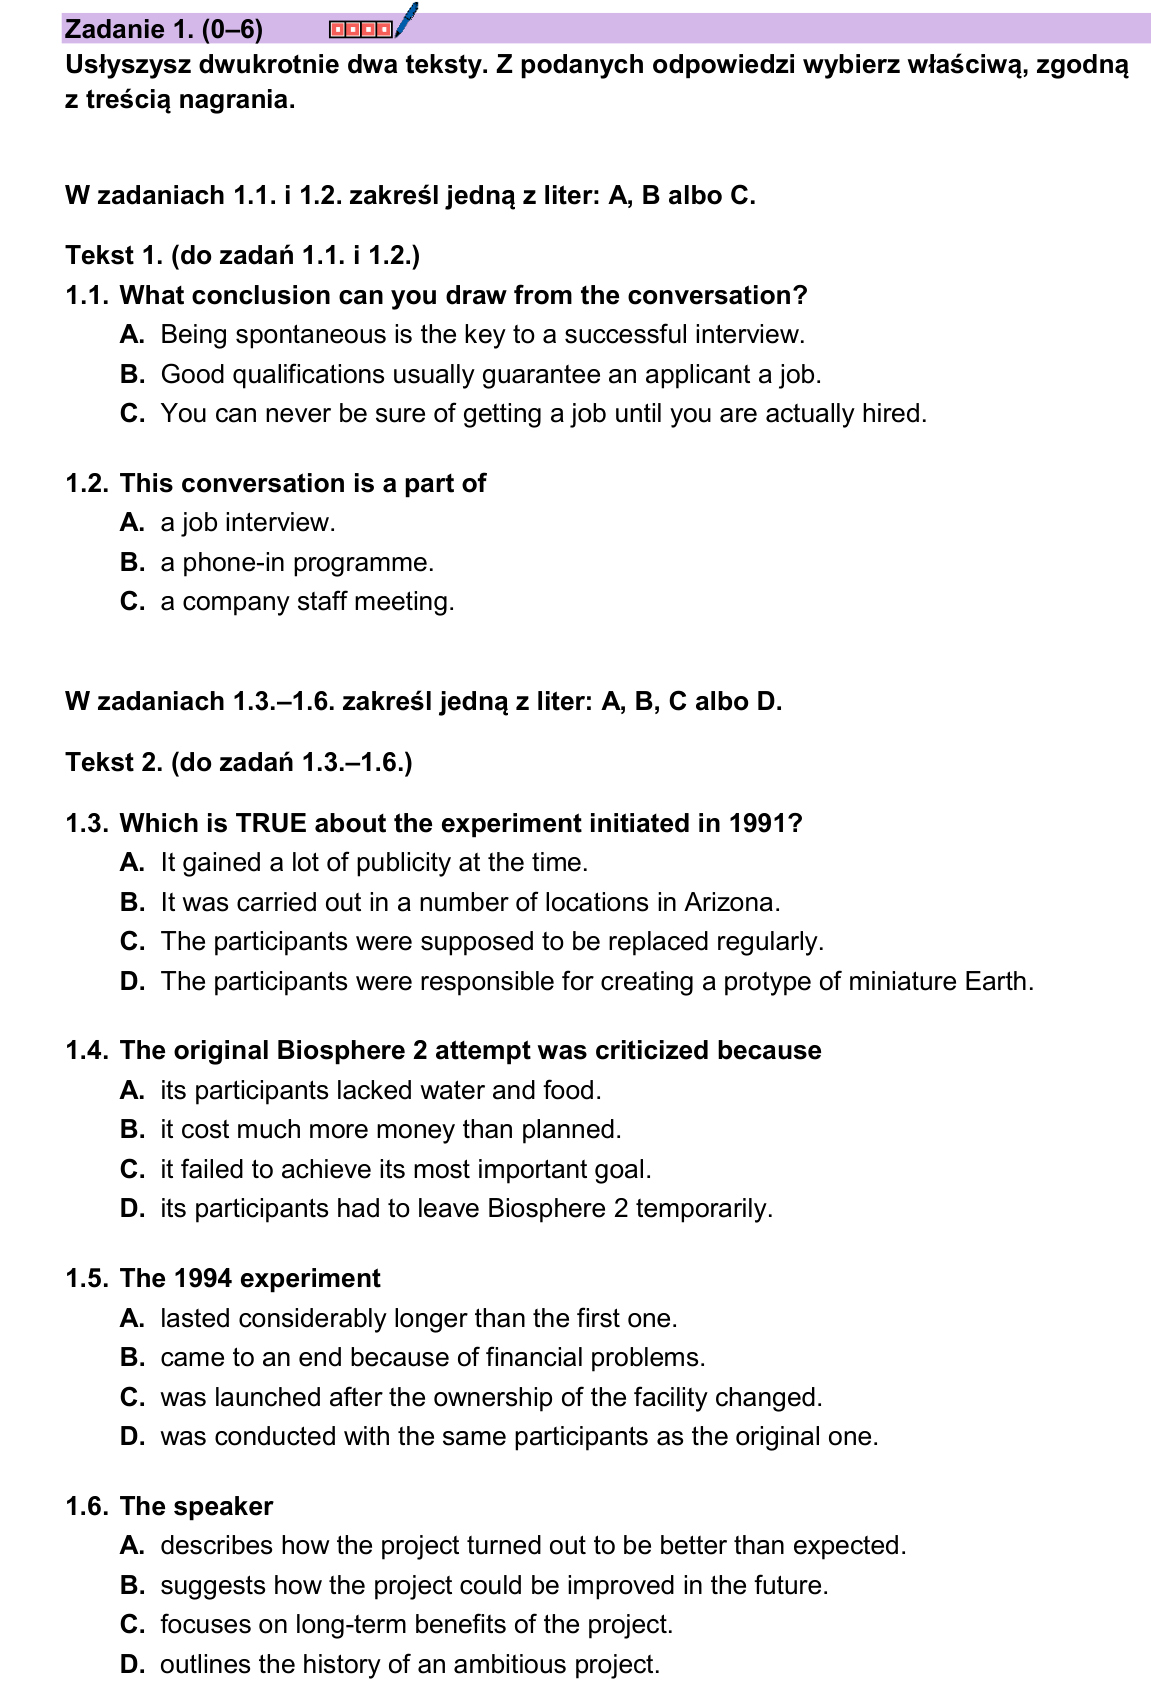 Zadanie 1. (0–6)
Usłyszysz dwukrotnie dwa teksty. Z podanych odpowiedzi wybierz właściwą, zgodną
z treścią nagrania.
W zadaniach 1.1. i 1.2. zakreśl jedną z liter: A, B albo C.
Tekst 1. (do zadań 1.1. i 1.2.)
1.1. What conclusion can you draw from the conversation?
A. Being spontaneous is the key to a successful interview.
B. Good qualifications usually guarantee an applicant a job.
C. You can never be sure of getting a job until you are actually hired.
1.2. This conversation is a part of
A. a job interview.
B. a phone-in programme.
C. a company staff meeting.
W zadaniach 1.3.–1.6. zakreśl jedną z liter: A, B, C albo D.
Tekst 2. (do zadań 1.3.–1.6.)
1.3. Which is TRUE about the experiment initiated in 1991?
A. It gained a lot of publicity at the time.
B. It was carried out in a number of locations in Arizona.
C. The participants were supposed to be replaced regularly.
D. The participants were responsible for creating a protype of miniature Earth.
1.4. The original Biosphere 2 attempt was criticized because
A. its participants lacked water and food.
B. it cost much more money than planned.
C. it failed to achieve its most important goal.
D. its participants had to leave Biosphere 2 temporarily.
1.5. The 1994 experiment
A. lasted considerably longer than the first one.
B. came to an end because of financial problems.
C. was launched after the ownership of the facility changed.
D. was conducted with the same participants as the original one.
1.6. The speaker
A. describes how the project turned out to be better than expected.
B. suggests how the project could be improved in the future.
C. focuses on long-term benefits of the project.
D. outlines the history of an ambitious project.